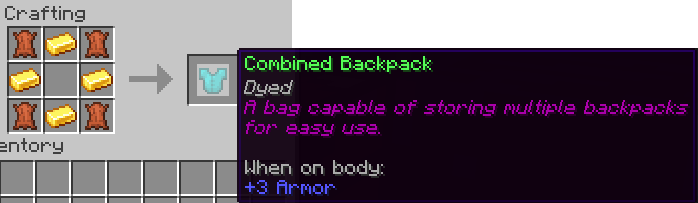 Crafting
Combined Backpack
Dyed
A bag capable of storing multiple backpacks
for easy use.
When on body:
+3 Armor
entory